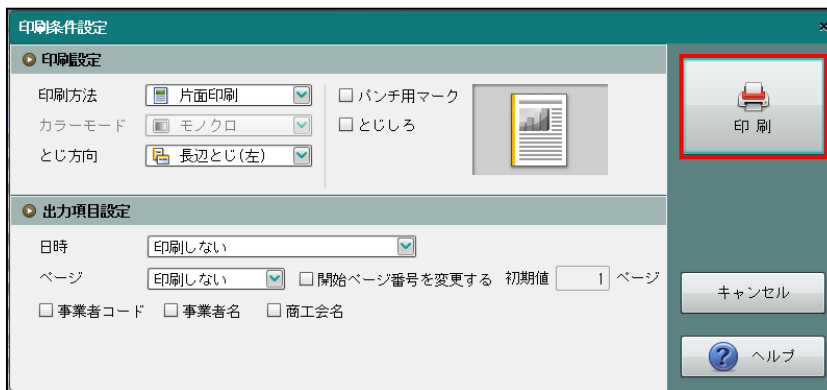 印刷条件設定
印刷設定
印刷方法 片面印刷 パンチ用マーク
カラーモード モノクロ とじしろ
とじ方向 長辺とじ(左)
印 刷
出力項目設定
日時 印刷しない
ページ 印刷しない 開始ページ番号を変更する 初期値 1 ページ
事業者コード 事業者名 商工会名
キャンセル
ヘルプ